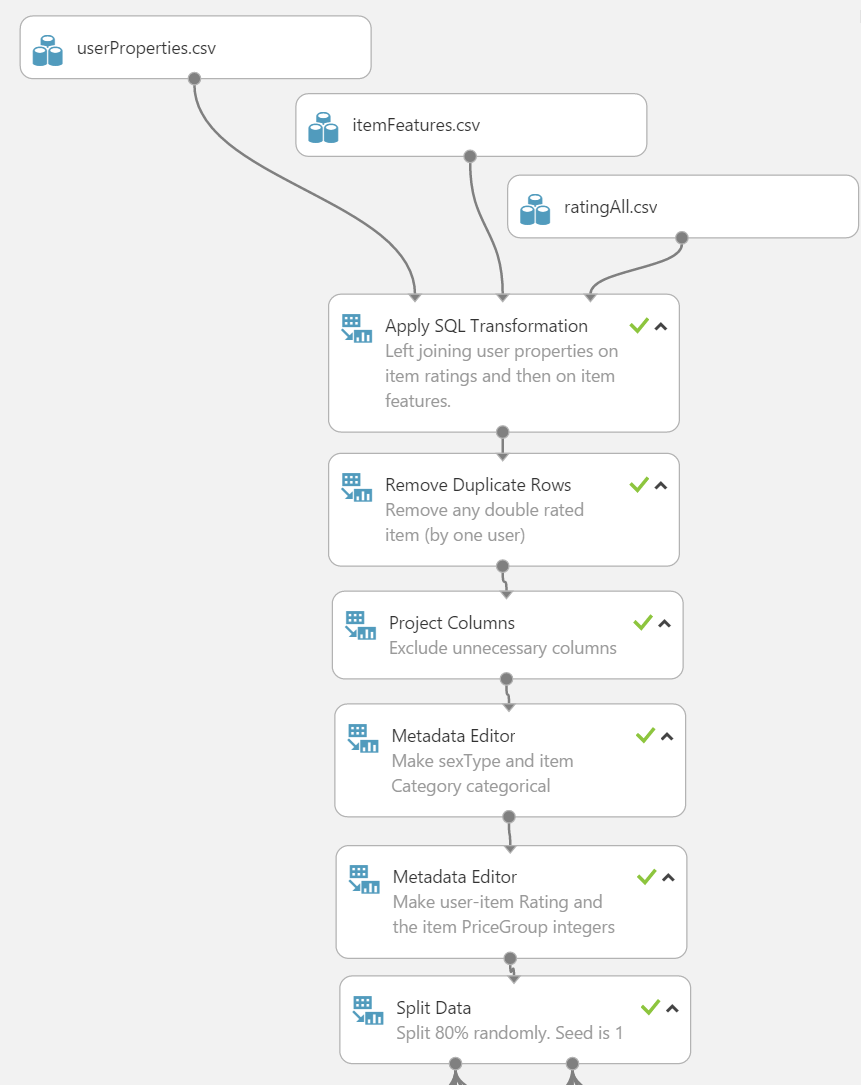 userProperties.csv
itemFeatures.csv
ratingAll.csv
Apply SQL Transformation
Left joining user properties on
item ratings and then on item
features.
Remove Duplicate Rows
Remove any double rated
item (by one user)
Project Columns
Exclude unnecessary columns
Metadata Editor
Make sexType and item
Category categorical
Metadata Editor
Make user-item Rating and
the item PriceGroup integers
Split Data
Split 80% randomly. Seed is 1